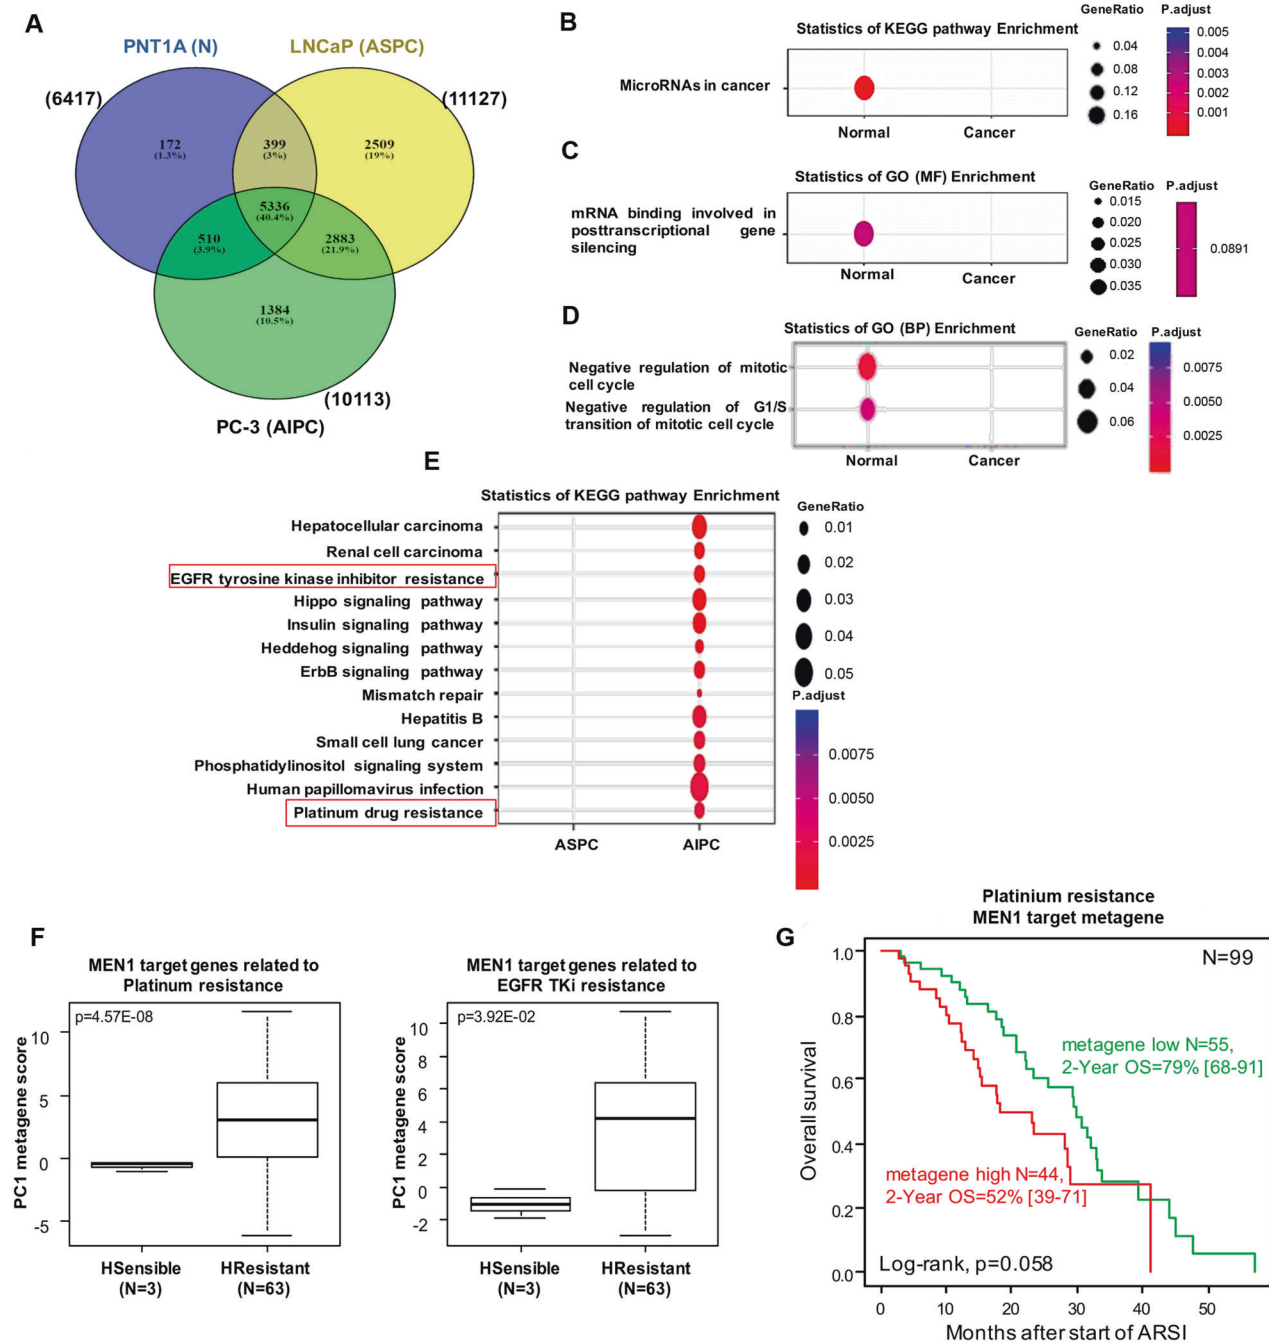 A
PNT1A (N)
LNCaP (ASPC)
(6417)
(11127)
172
(1.3%)
399
(3%)
2509
(19%)
5336
(40.4%)
510
(3.9%)
2883
(21.9%)
1384
(10.5%)
(10113)
PC-3 (AIPC)
B
Statistics of KEGG pathway Enrichment
MicroRNAs in cancer
Normal
Cancer
GeneRatio
0.04
0.08
0.12
0.16
P.adjust
0.005
0.004
0.003
0.002
0.001
C
Statistics of GO (MF) Enrichment
mRNA binding involved in
posttranscriptional gene
silencing
Normal
Cancer
GeneRatio
0.015
0.020
0.025
0.030
0.035
P.adjust
0.0891
D
Statistics of GO (BP) Enrichment
Negative regulation of mitotic
cell cycle
Negative regulation of G1/S
transition of mitotic cell cycle
Normal
Cancer
GeneRatio
0.02
0.04
0.06
P.adjust
0.0075
0.0050
0.0025
E
Statistics of KEGG pathway Enrichment
Hepatocellular carcinoma
Renal cell carcinoma
EGFR tyrosine kinase inhibitor resistance
Hippo signaling pathway
Insulin signaling pathway
Heddehog signaling pathway
ErbB signaling pathway
Mismatch repair
Hepatitis B
Small cell lung cancer
Phosphatidylinositol signaling system
Human papillomavirus infection
Platinum drug resistance
ASPC
AIPC
GeneRatio
0.01
0.02
0.03
0.04
0.05
P.adjust
0.0075
0.0050
0.0025
F
MEN1 target genes related to
Platinum resistance
p=4.57E-08
PC1 metagene score
10
5
0
-5
HSensible
(N=3)
HResistant
(N=63)
MEN1 target genes related to
EGFR TKi resistance
p=3.92E-02
PC1 metagene score
10
8
6
4
2
0
-2
HSensible
(N=3)
HResistant
(N=63)
G
Platinium resistance
MEN1 target metagene
N=99
metagene low N=55,
2-Year OS=79% [68-91]
metagene high N=44,
2-Year OS=52% [39-71]
Log-rank, p=0.058
Overall survival
1.0
0.8
0.6
0.4
0.2
0.0
0
10
20
30
40
50
Months after start of ARSI